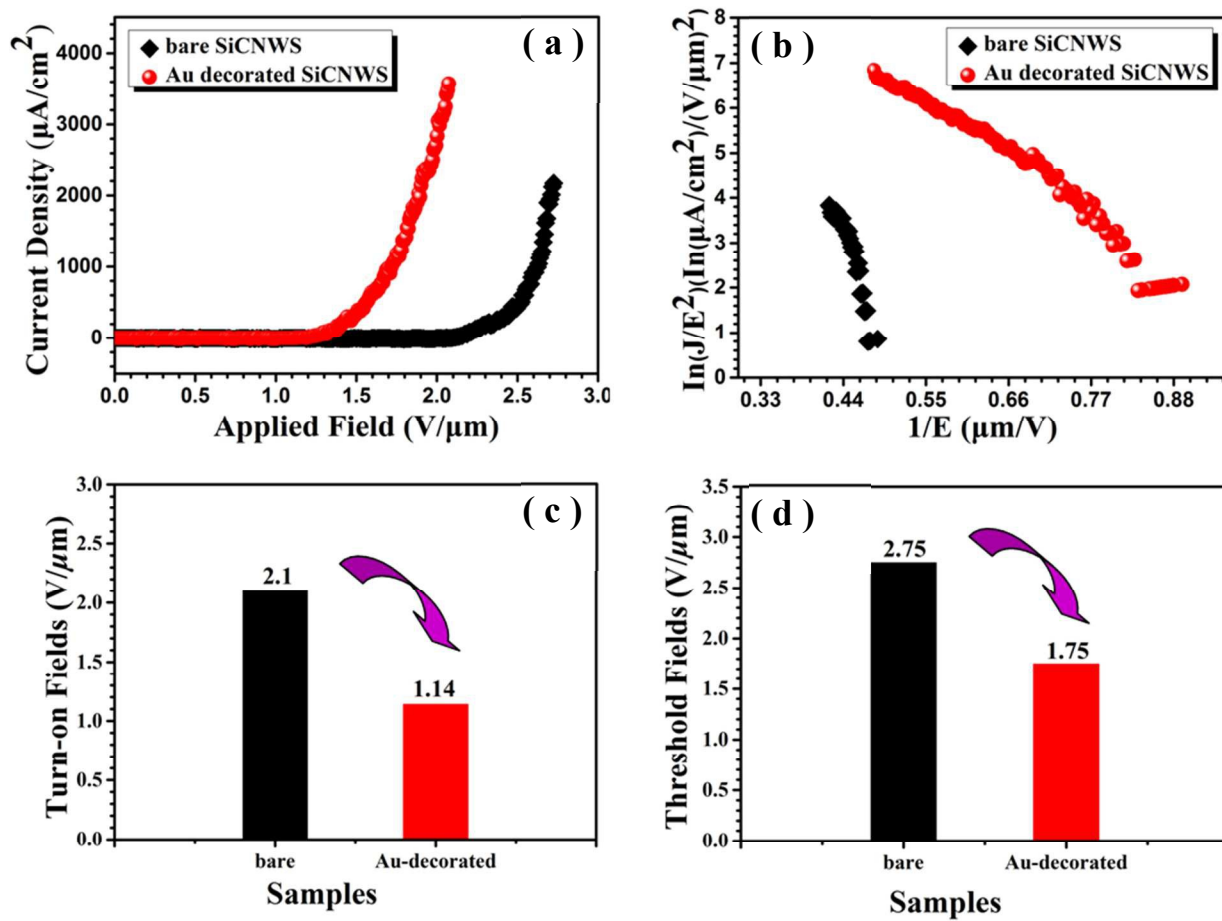 ( a )
bare SiCNWS
Au decorated SiCNWS
Current Density (μA/cm²)
4000
3000
2000
1000
0
0.0 0.5 1.0 1.5 2.0 2.5 3.0
Applied Field (V/μm)
( b )
bare SiCNWS
Au decorated SiCNWS
In(J/E²)(In(μA/cm²)/(V/μm)²)
8
7
6
5
4
3
2
1
0
0.33 0.44 0.55 0.66 0.77 0.88
1/E (μm/V)
( c )
Turn-on Fields (V/μm)
3.0
2.5
2.0
1.5
1.0
0.5
0.0
2.1
1.14
bare Au-decorated
Samples
( d )
Threshold Fields (V/μm)
3.5
3.0
2.5
2.0
1.5
1.0
0.5
0.0
2.75
1.75
bare Au-decorated
Samples